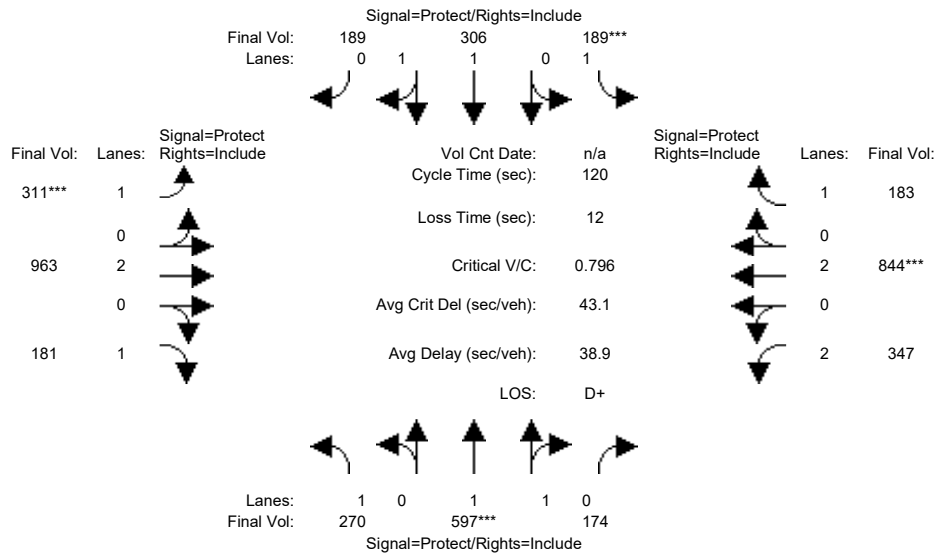 Signal=Protect/Rights=Include
Final Vol: 189 306 189***
Lanes: 0 1 1 0 1
Signal=Protect Signal=Protect
Final Vol: Lanes: Rights=Include Vol Cnt Date: n/a Rights=Include Lanes: Final Vol:
Cycle Time (sec): 120
311*** 1 1 183
Loss Time (sec): 12
0 0
963 2 Critical V/C: 0.796 2 844***
0 Avg Crit Del (sec/veh): 43.1 0
181 1 Avg Delay (sec/veh): 38.9 2 347
LOS: D+
Lanes: 1 0 1 1 0
Final Vol: 270 597*** 174
Signal=Protect/Rights=Include